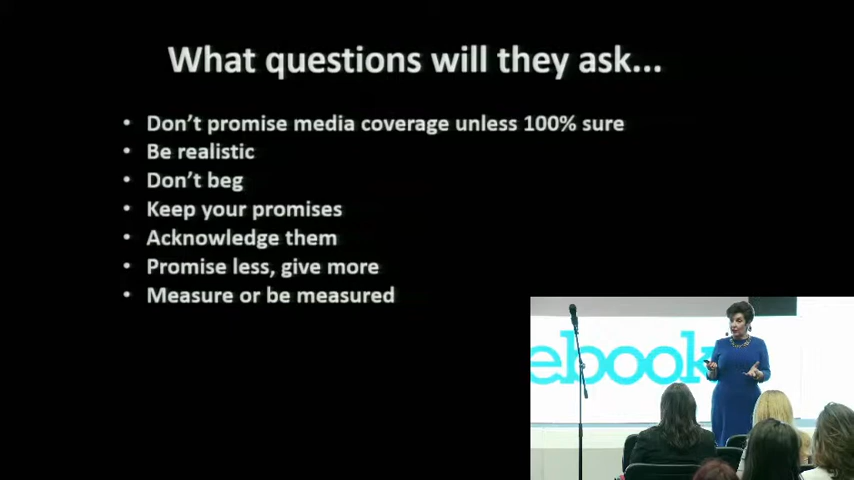 What questions will they ask...
• Don't promise media coverage unless 100% sure
• Be realistic
• Don't beg
• Keep your promises
• Acknowledge them
• Promise less, give more
• Measure or be measured
ebook